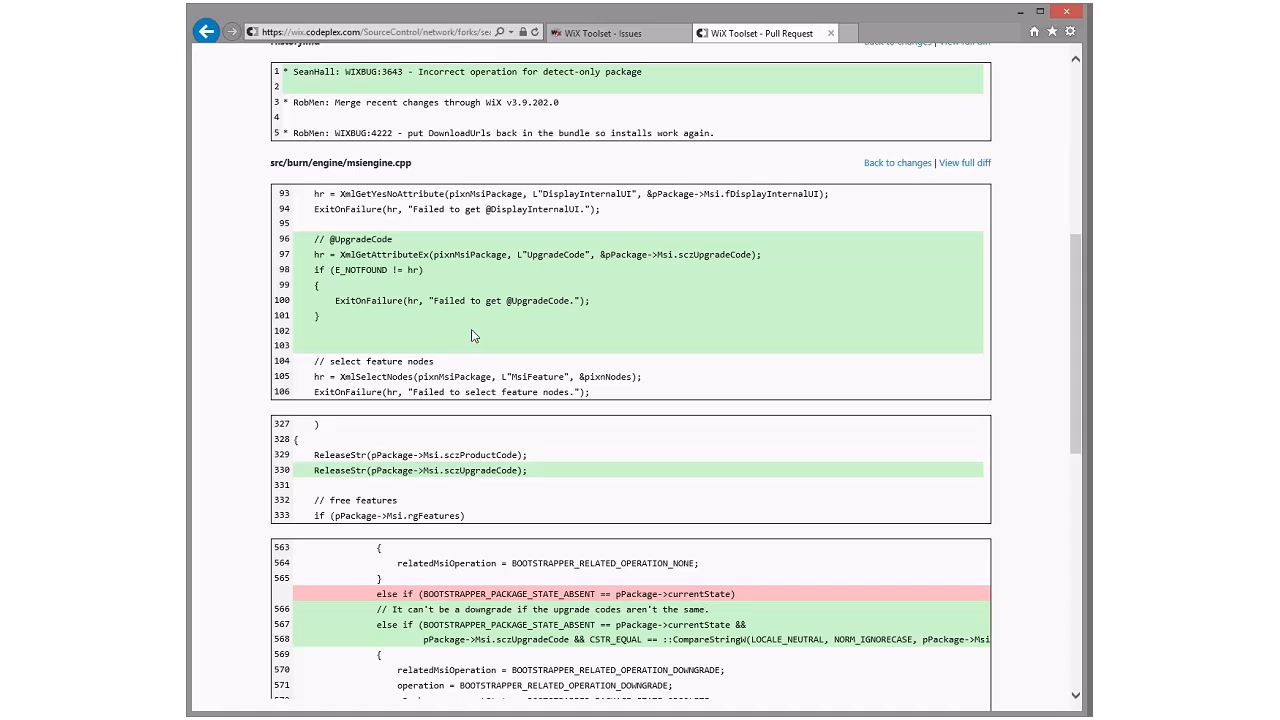 https://wix.codeplex.com/SourceControl/network/forks/sea
WiX Toolset - Issues
WiX Toolset - Pull Request
Back to changes | View full diff
1 * SeanHall: WIXBUG:3643 - Incorrect operation for detect-only package
2
3 * RobMen: Merge recent changes through WiX v3.9.202.0
4
5 * RobMen: WIXBUG:4222 - put DownloadUrls back in the bundle so installs work again.
src/burn/engine/msiengine.cpp
Back to changes | View full diff
93 hr = XmlGetYesNoAttribute(pixnMsiPackage, L"DisplayInternalUI", &pPackage->Msi.fDisplayInternalUI);
94 ExitOnFailure(hr, "Failed to get @DisplayInternalUI.");
95
96 // @UpgradeCode
97 hr = XmlGetAttributeEx(pixnMsiPackage, L"UpgradeCode", &pPackage->Msi.sczUpgradeCode);
98 if (E_NOTFOUND != hr)
99 {
100 ExitOnFailure(hr, "Failed to get @UpgradeCode.");
101 }
102
103
104 // select feature nodes
105 hr = XmlSelectNodes(pixnMsiPackage, L"MsiFeature", &pixnNodes);
106 ExitOnFailure(hr, "Failed to select feature nodes.");
327 )
328 {
329 ReleaseStr(pPackage->Msi.sczProductCode);
330 ReleaseStr(pPackage->Msi.sczUpgradeCode);
331
332 // free features
333 if (pPackage->Msi.rgFeatures)
563 {
564 relatedMsiOperation = BOOTSTRAPPER_RELATED_OPERATION_NONE;
565 }
else if (BOOTSTRAPPER_PACKAGE_STATE_ABSENT == pPackage->currentState)
566 // It can't be a downgrade if the upgrade codes aren't the same.
567 else if (BOOTSTRAPPER_PACKAGE_STATE_ABSENT == pPackage->currentState &&
568 pPackage->Msi.sczUpgradeCode && CSTR_EQUAL == ::CompareStringW(LOCALE_NEUTRAL, NORM_IGNORECASE, pPackage->Msi
569 {
570 relatedMsiOperation = BOOTSTRAPPER_RELATED_OPERATION_DOWNGRADE;
571 operation = BOOTSTRAPPER_RELATED_OPERATION_DOWNGRADE;